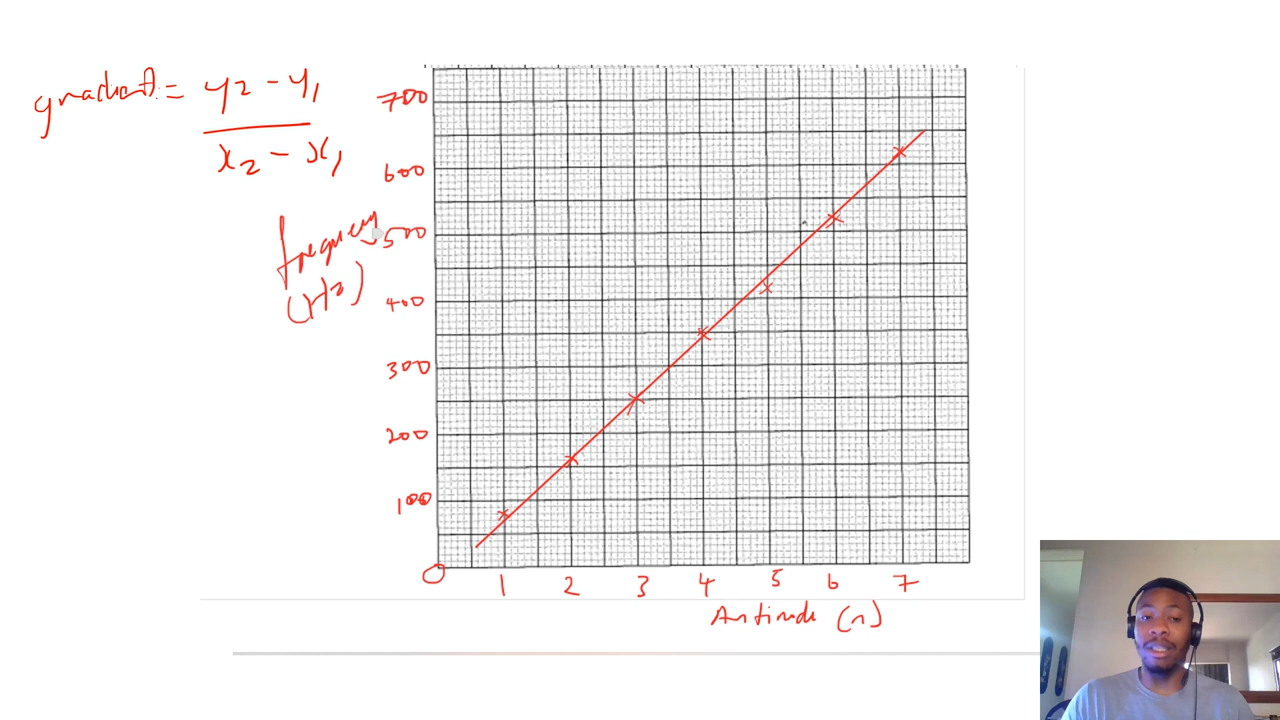 gradient = y2 - y1
x2 - x1
frequency
(Hz)
700
600
500
400
300
200
100
0
1 2 3 4 5 6 7
Antinode (n)